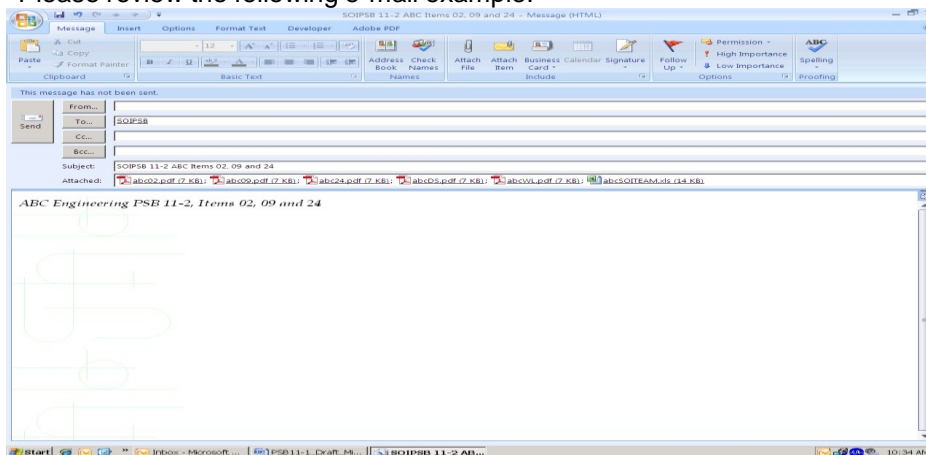 Please review the following e-mail example:
SOIPSB 11-2 ABC Items 02, 09 and 24 - Message (HTML)
Message Insert Options Format Text Developer Adobe PDF
Paste
Cut
Copy
Format Painter
Clipboard
12
B I U
Basic Text
Address Book
Check Names
Names
Attach File
Attach Item
Business Card
Calendar
Signature
Include
Follow Up
Permission
High Importance
Low Importance
Options
ABC
Spelling
Proofing
This message has not been sent.
Send
From...
To... SOIPSB
Cc...
Bcc...
Subject: SOIPSB 11-2 ABC Items 02, 09 and 24
Attached: abc02.pdf (7 KB); abc09.pdf (7 KB); abc24.pdf (7 KB); abcDS.pdf (7 KB); abcWL.pdf (7 KB); abcSOITEAM.xls (14 KB)
ABC Engineering PSB 11-2, Items 02, 09 and 24
Start Inbox - Microsoft ... PSB11-1_Draft_Mi... SOIPSB 11-2 AB... 10:34 AM